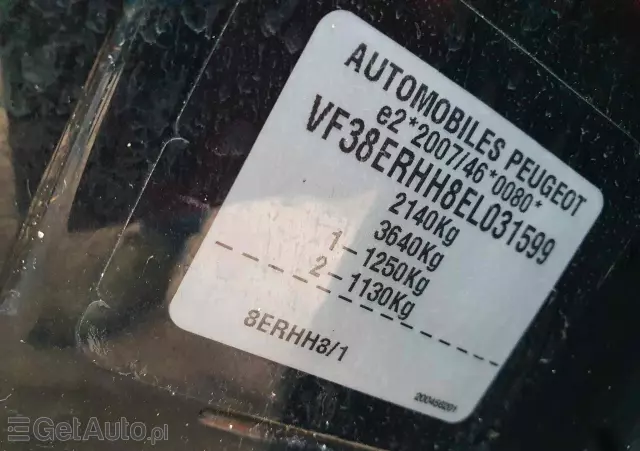 AUTOMOBILES PEUGEOT
e2*2007/46*0080*
VF38ERHH8EL031599
2140Kg
3640Kg
1-1250Kg
2-1130Kg
8ERHH8/1
GetAuto.pl